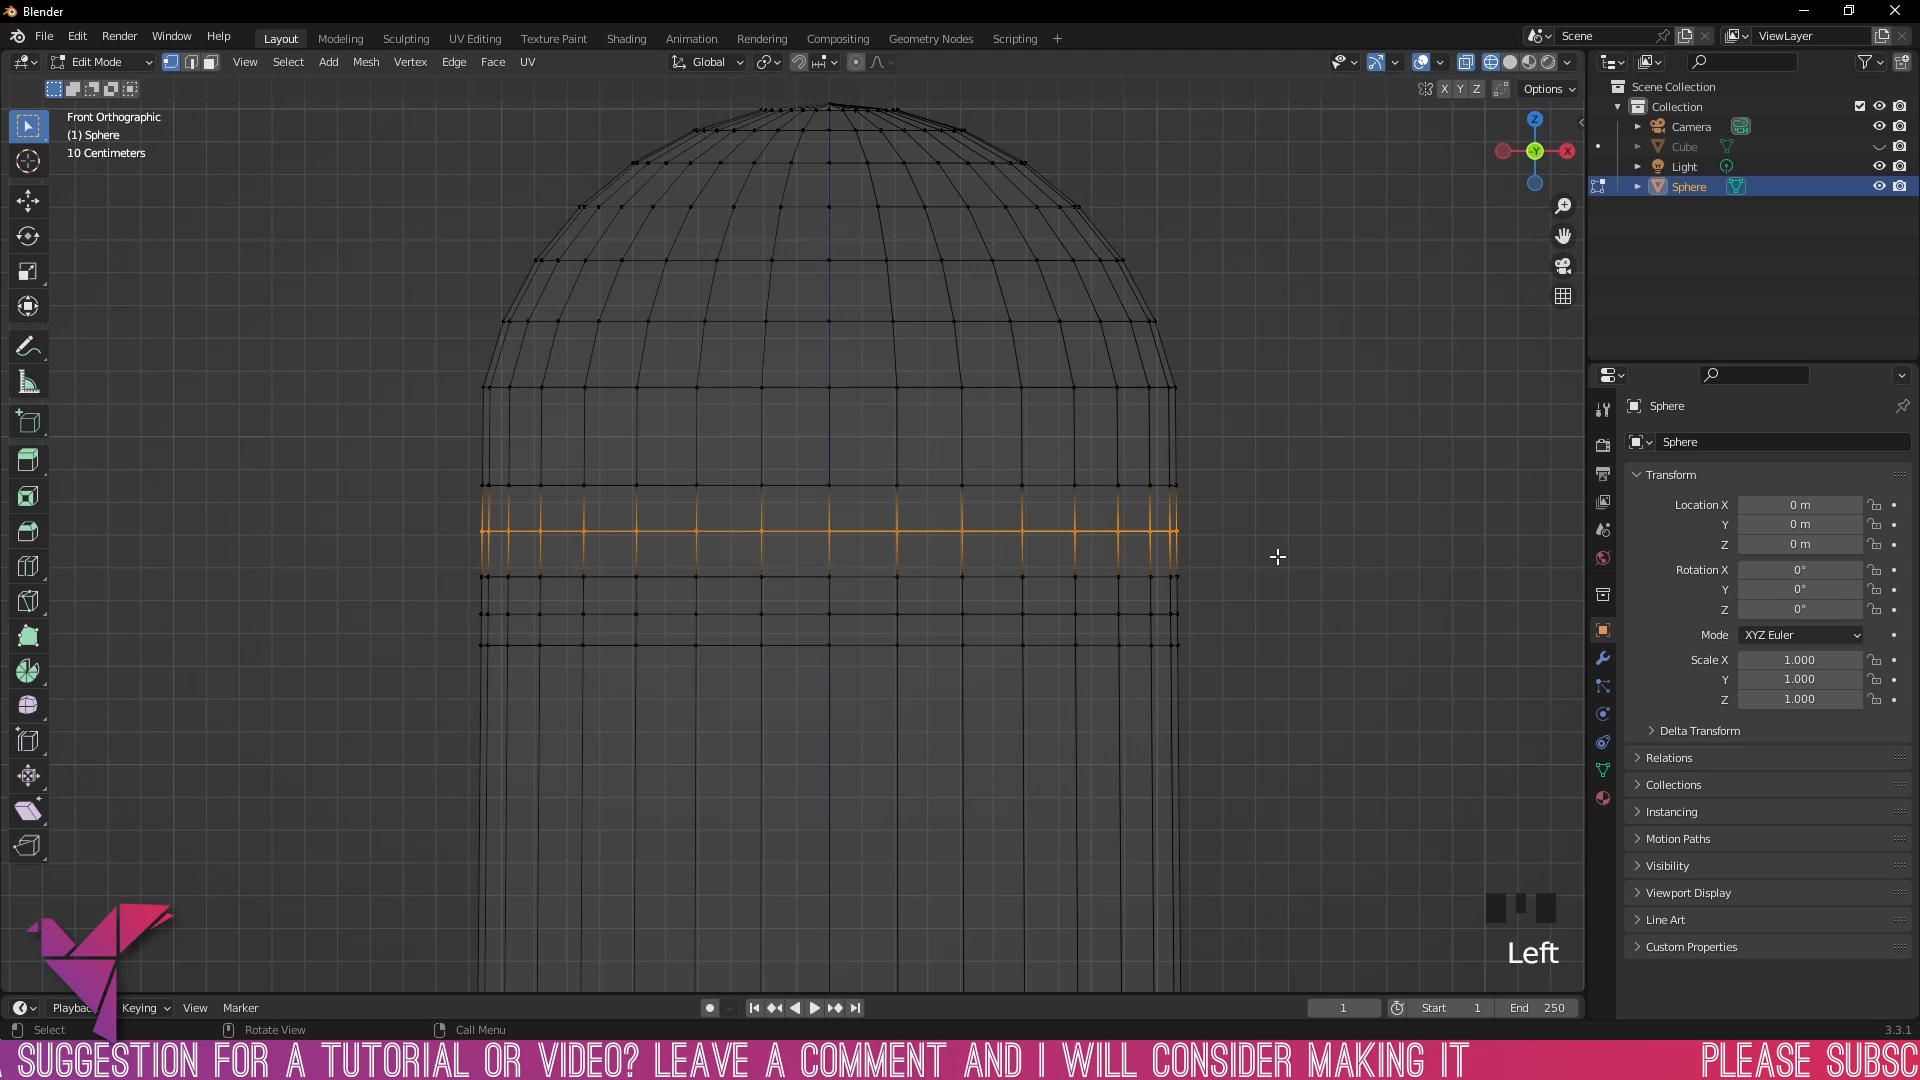 Blender
File Edit Render Window Help
Layout Modeling Sculpting UV Editing Texture Paint Shading Animation Rendering Compositing Geometry Nodes Scripting +
Scene
ViewLayer
Edit Mode
View Select Add Mesh Vertex Edge Face UV
Global
X Y Z
Options
Front Orthographic
(1) Sphere
10 Centimeters
Z
-Y
X
Scene Collection
Collection
Camera
Cube
Light
Sphere
Sphere
Sphere
Transform
Location X 0 m
Y 0 m
Z 0 m
Rotation X 0°
Y 0°
Z 0°
Mode XYZ Euler
Scale X 1.000
Y 1.000
Z 1.000
Delta Transform
Relations
Collections
Instancing
Motion Paths
Visibility
Viewport Display
Line Art
Custom Properties
Left
Keying View Marker
1
Start 1
End 250
Select
Rotate View
Call Menu
3.3.1
SUGGESTION FOR A TUTORIAL OR VIDEO? LEAVE A COMMENT AND I WILL CONSIDER MAKING IT
PLEASE SUBSC